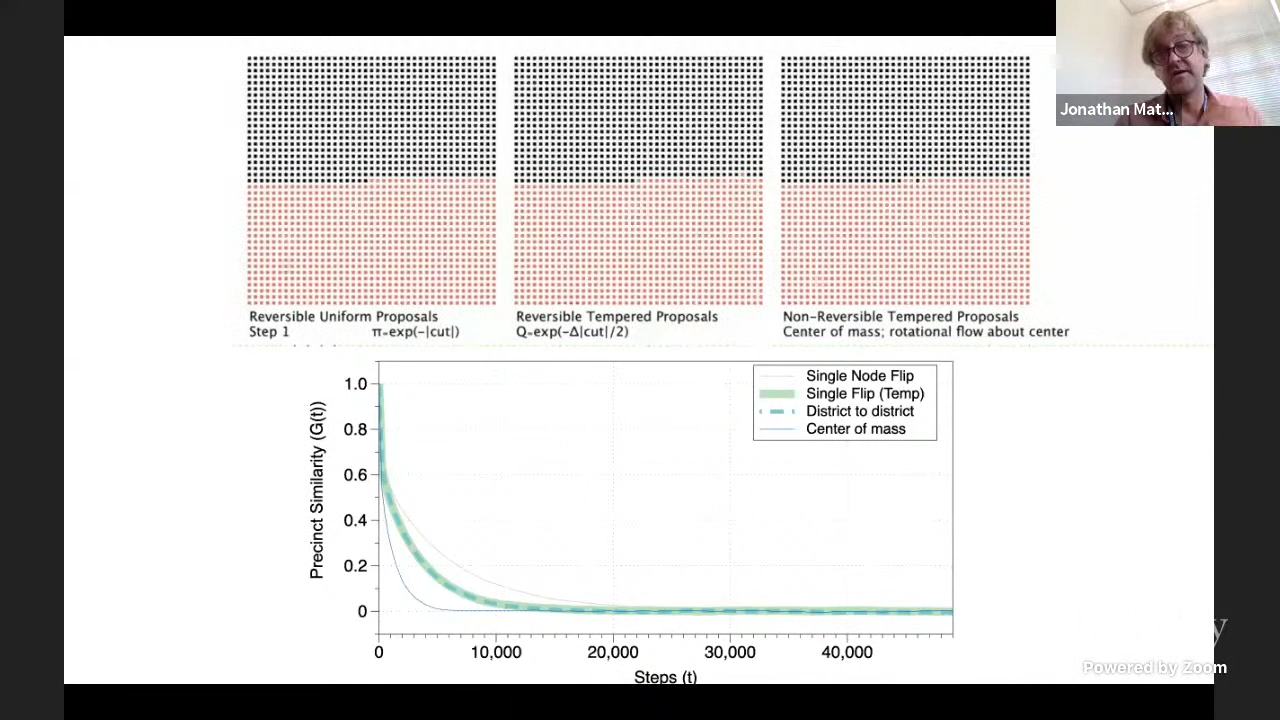 Jonathan Mat...
Reversible Uniform Proposals
Step 1 π~exp(-|cut|)
Reversible Tempered Proposals
Q~exp(-Δ|cut|/2)
Non-Reversible Tempered Proposals
Center of mass; rotational flow about center
Single Node Flip
Single Flip (Temp)
District to district
Center of mass
Precinct Similarity (G(t))
1.0
0.8
0.6
0.4
0.2
0
0 10,000 20,000 30,000 40,000
Steps (t)
y
Powered by Zoom